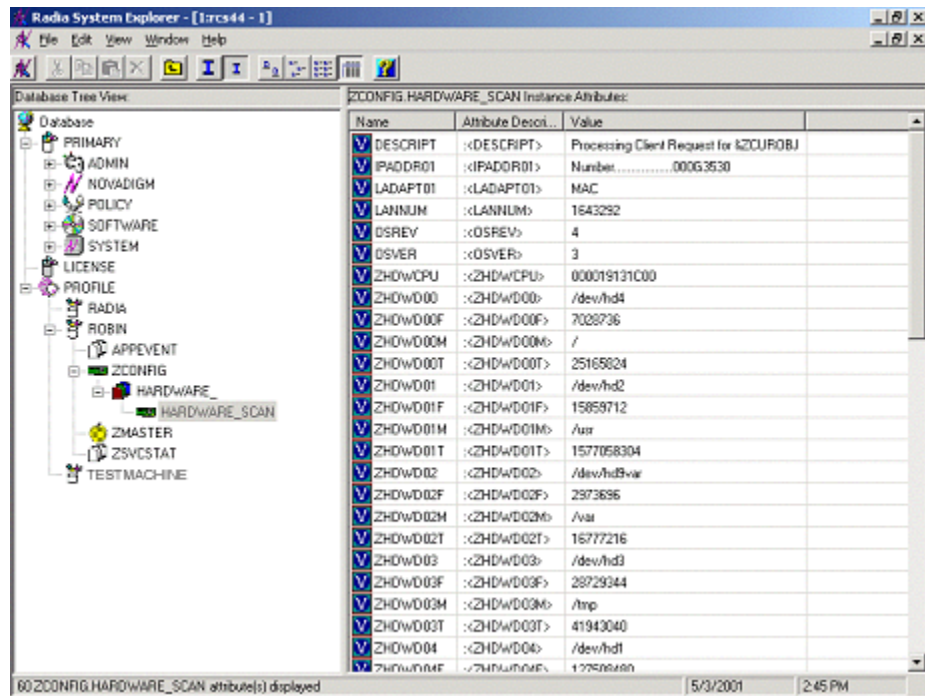 Radia System Explorer - [1:rcs44 - 1]
File Edit View Window Help
Database Tree View:
Database
PRIMARY
ADMIN
NOVADIGM
POLICY
SOFTWARE
SYSTEM
LICENSE
PROFILE
RADIA
ROBIN
APPEVENT
ZCONFIG
HARDWARE_
HARDWARE_SCAN
ZMASTER
ZSVCSTAT
TESTMACHINE
ZCONFIG.HARDWARE_SCAN Instance Attributes:
Name Attribute Descri... Value
DESCRIPT :<DESCRIPT> Processing Client Request for &ZCUROBJ
IPADDR01 :<IPADDR01> Number..............000G3530
LADAPT01 :<LADAPT01> MAC
LANNUM :<LANNUM> 1643292
OSREV :<OSREV> 4
OSVER :<OSVER> 3
ZHDWCPU :<ZHDWCPU> 000019131C00
ZHDWD00 :<ZHDWD00> /dev/hd4
ZHDWD00F :<ZHDWD00F> 7028736
ZHDWD00M :<ZHDWD00M> /
ZHDWD00T :<ZHDWD00T> 25165824
ZHDWD01 :<ZHDWD01> /dev/hd2
ZHDWD01F :<ZHDWD01F> 15859712
ZHDWD01M :<ZHDWD01M> /usr
ZHDWD01T :<ZHDWD01T> 1577058304
ZHDWD02 :<ZHDWD02> /dev/hd9var
ZHDWD02F :<ZHDWD02F> 2973696
ZHDWD02M :<ZHDWD02M> /var
ZHDWD02T :<ZHDWD02T> 16777216
ZHDWD03 :<ZHDWD03> /dev/hd3
ZHDWD03F :<ZHDWD03F> 28729344
ZHDWD03M :<ZHDWD03M> /tmp
ZHDWD03T :<ZHDWD03T> 41943040
ZHDWD04 :<ZHDWD04> /dev/hd1
ZHDWD04F :<ZHDWD04F> 127508480
60 ZCONFIG.HARDWARE_SCAN attribute(s) displayed 5/3/2001 2:45 PM